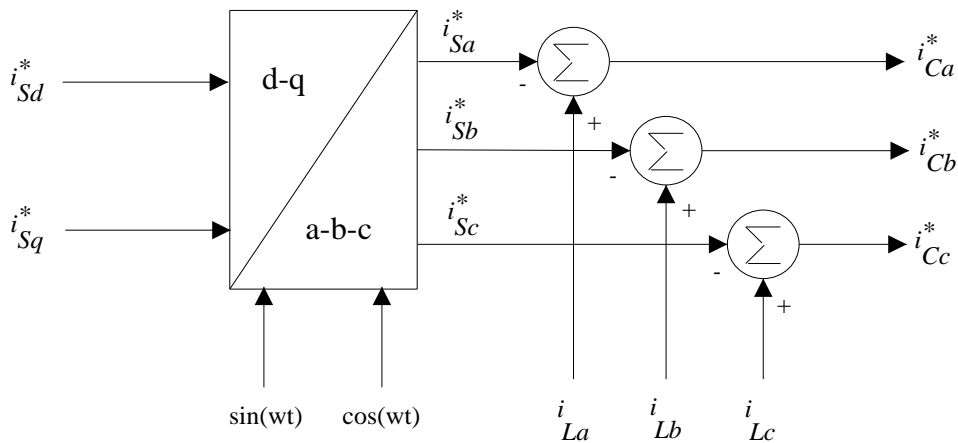 i*Sd
d-q
i*Sa
Σ
-
+
i*Ca
i*Sb
Σ
-
+
i*Cb
i*Sq
a-b-c
i*Sc
Σ
-
+
i*Cc
sin(wt)
cos(wt)
iLa
iLb
iLc